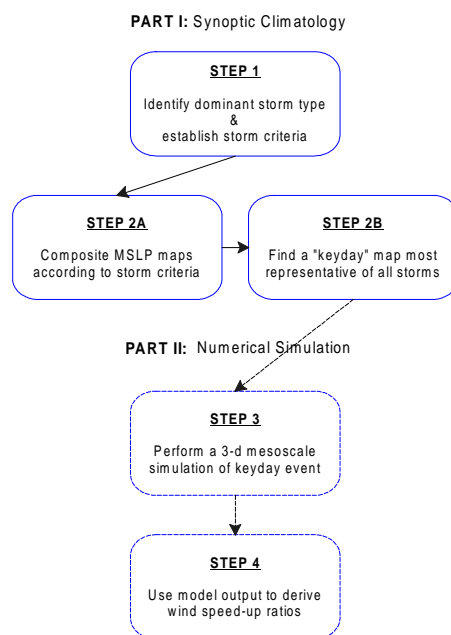 PART I: Synoptic Climatology
STEP 1
Identify dominant storm type
&
establish storm criteria
STEP 2A
Composite MSLP maps
according to storm criteria
STEP 2B
Find a "keyday" map most
representative of all storms
PART II: Numerical Simulation
STEP 3
Perform a 3-d mesoscale
simulation of keyday event
STEP 4
Use model output to derive
wind speed-up ratios